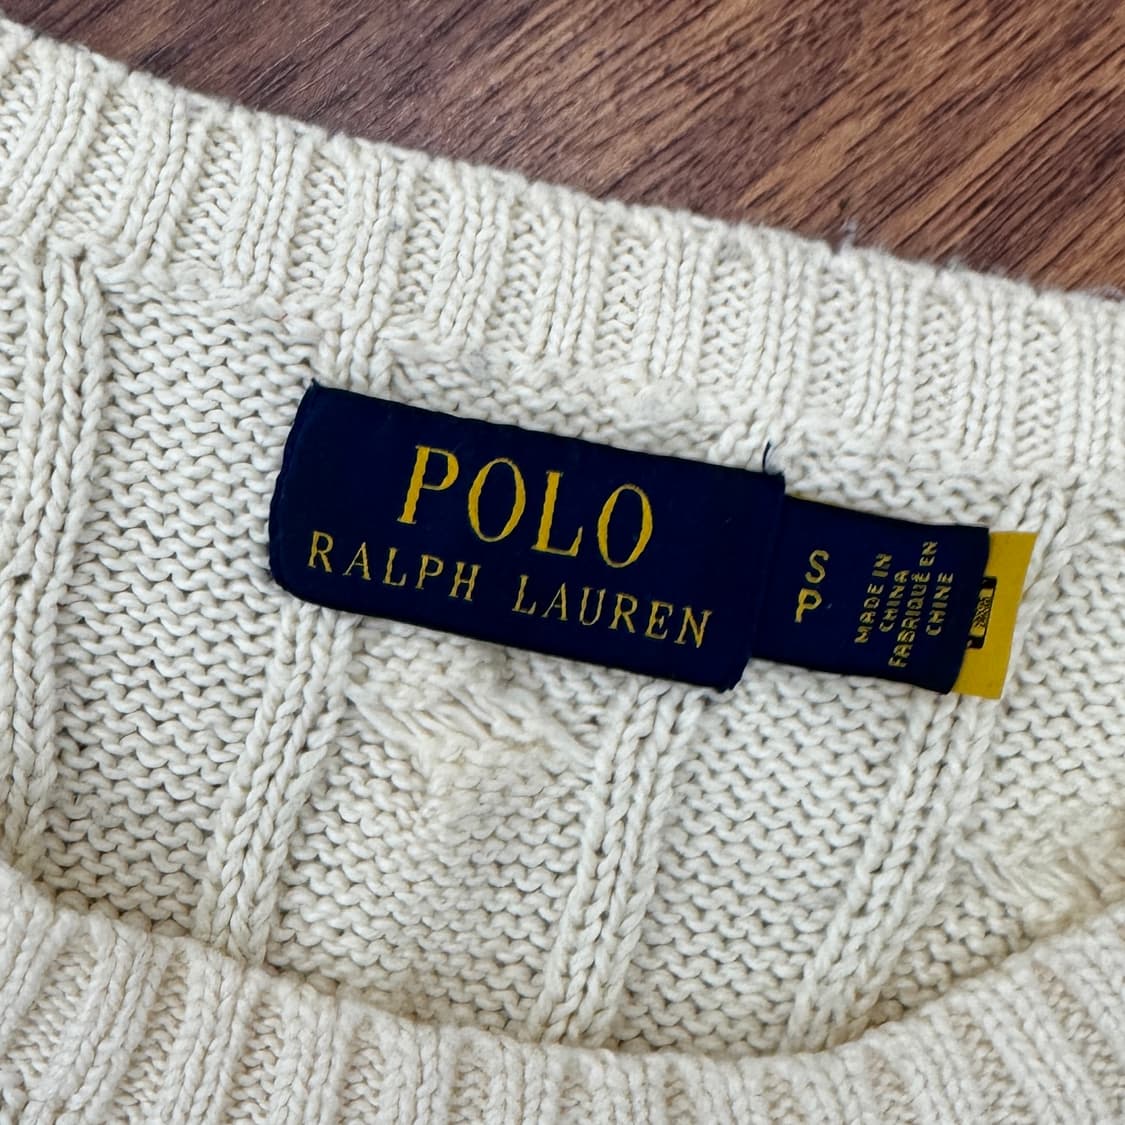 POLO
RALPH LAUREN
S
P
MADE IN
CHINA
FABRIQUÉ EN
CHINE